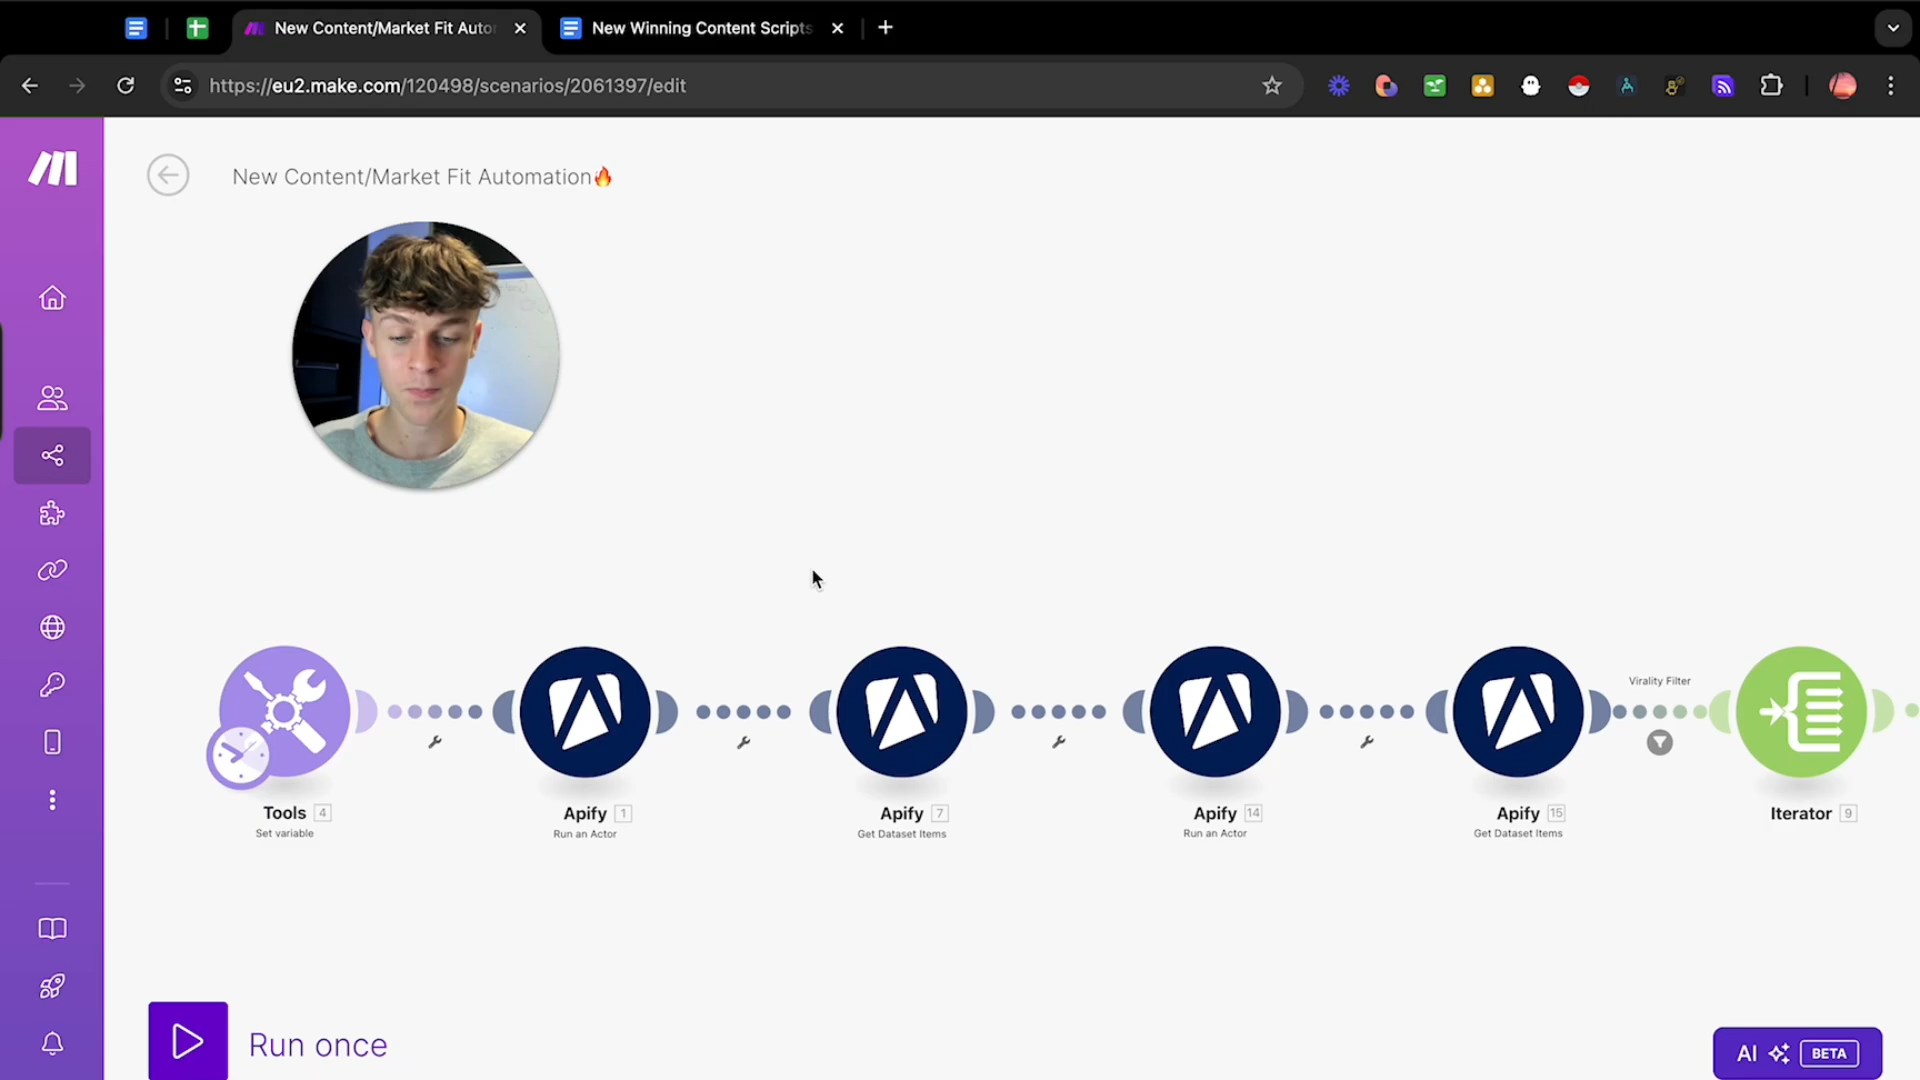 New Content/Market Fit Auto
New Winning Content Scripts
https://eu2.make.com/120498/scenarios/2061397/edit
New Content/Market Fit Automation🔥
Virality Filter
Tools 4
Set variable
Apify 1
Run an Actor
Apify 7
Get Dataset Items
Apify 14
Run an Actor
Apify 15
Get Dataset Items
Iterator 9
Run once
AI BETA